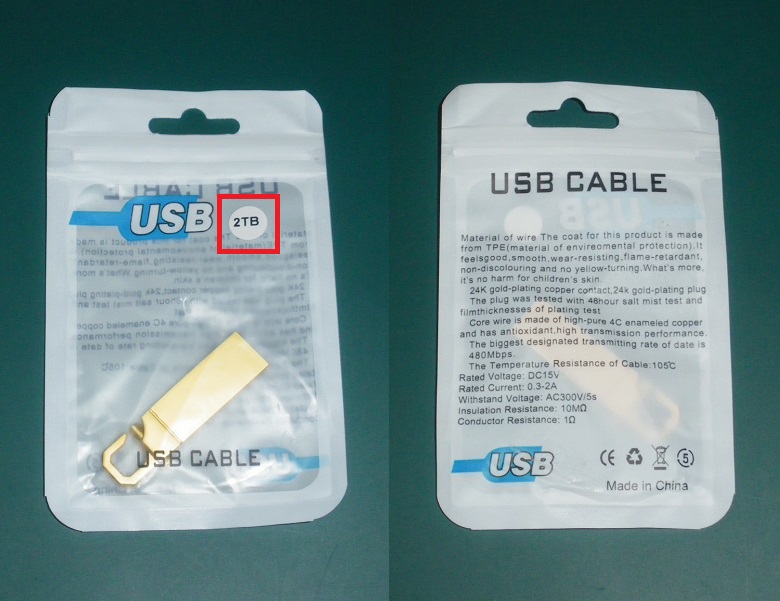 USB
2TB
USB CABLE
USB CABLE
Material of wire The coat for this product is made
from TPE(material of enviromental protection).It
feelsgood,smooth,wear-resisting,flame-retardant,
non-discolouring and no yellow-turning.What's more,
it's no harm for children's skin.
24K gold-plating copper contact,24k gold-plating plug
The plug was tested with 48hour salt mist test and
filmthicknesses of plating test
Core wire is made of high-pure 4C enameled copper
and has antioxidant,high transmission performance.
The biggest designated transmitting rate of date is
480Mbps.
The Temperature Resistance of Cable:105℃
Rated Voltage: DC15V
Rated Current: 0.3-2A
Withstand Voltage: AC300V/5s
Insulation Resistance: 10MΩ
Conductor Resistance: 1Ω
USB
CE
5
Made in China